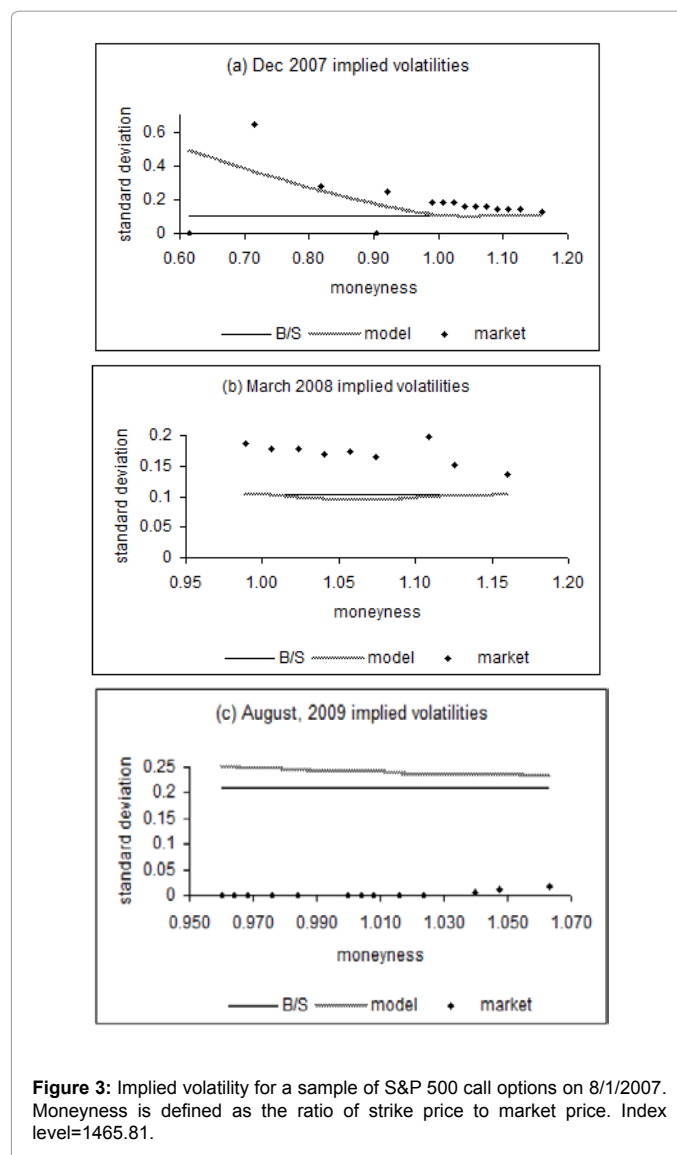 (a) Dec 2007 implied volatilities
standard deviation
0.6
0.4
0.2
0
0.60 0.70 0.80 0.90 1.00 1.10 1.20
moneyness
B/S model market
(b) March 2008 implied volatilities
standard deviation
0.2
0.15
0.1
0.05
0
0.95 1.00 1.05 1.10 1.15 1.20
moneyness
B/S model market
(c) August, 2009 implied volatilities
standard deviation
0.25
0.2
0.15
0.1
0.05
0
0.950 0.970 0.990 1.010 1.030 1.050 1.070
moneyness
B/S model market
Figure 3: Implied volatility for a sample of S&P 500 call options on 8/1/2007.
Moneyness is defined as the ratio of strike price to market price. Index
level=1465.81.